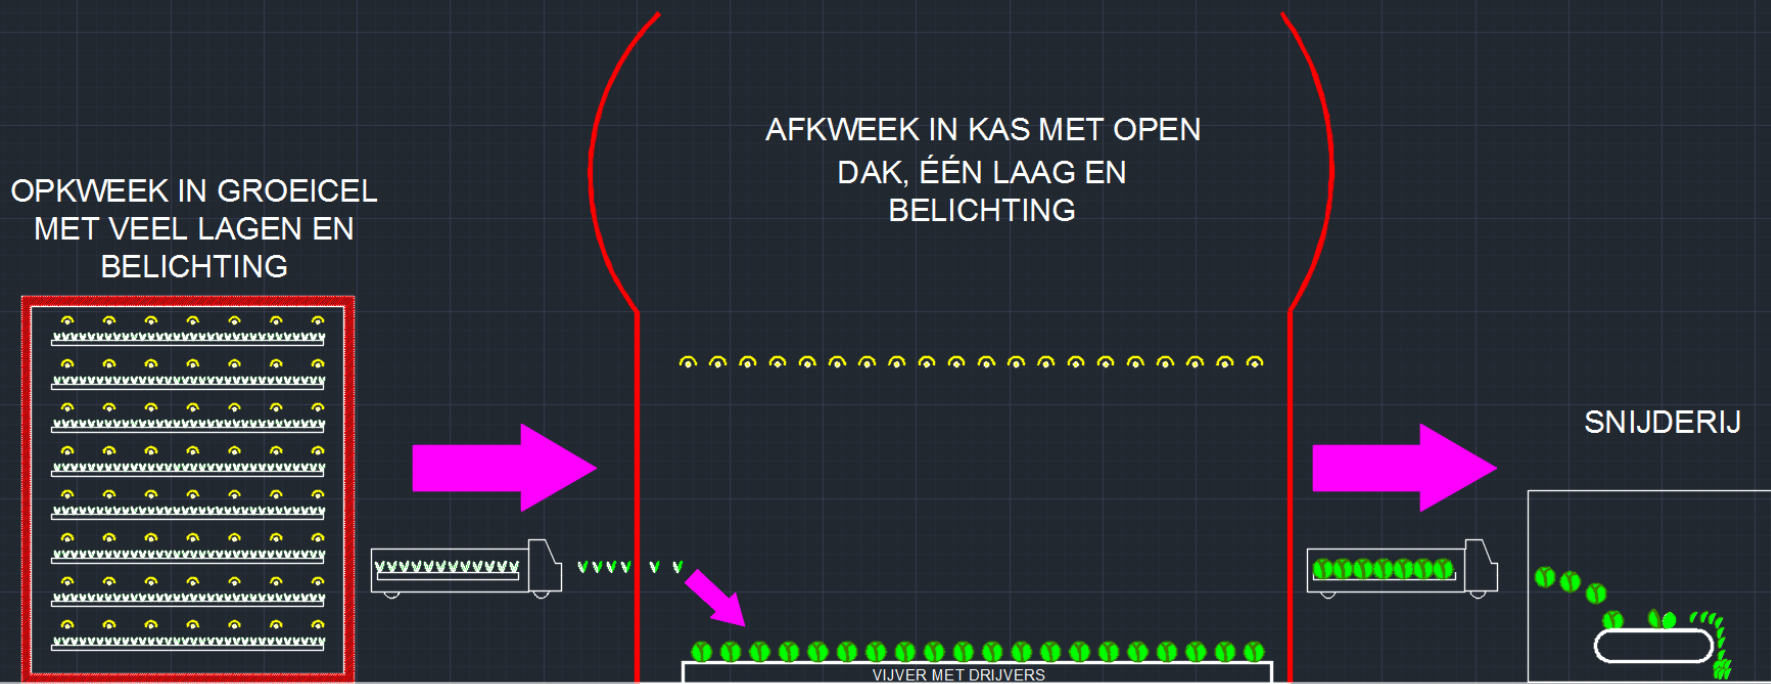 OPKWEEK IN GROEICEL
MET VEEL LAGEN EN
BELICHTING
AFKWEEK IN KAS MET OPEN
DAK, ÉÉN LAAG EN
BELICHTING
SNIJDERIJ
VIJVER MET DRIJVERS